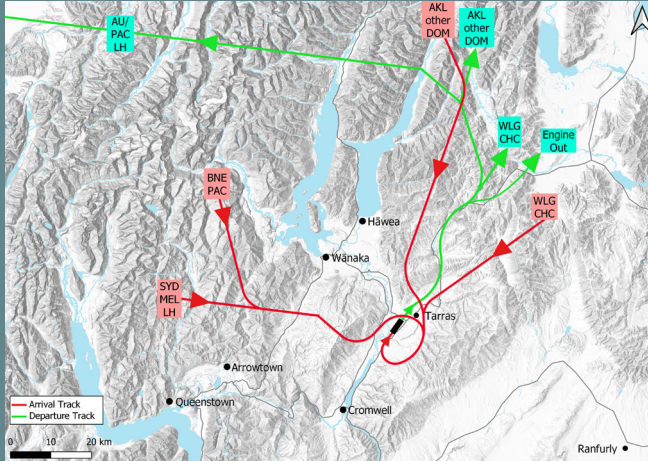 AKL
other
DOM
AKL
other
DOM
AU/
PAC
LH
WLG
CHC
Engine
Out
BNE
PAC
WLG
CHC
Hāwea
Wānaka
SYD
MEL
LH
Tarras
Arrowtown
Queenstown
Cromwell
Arrival Track
Departure Track
0 10 20 km
Ranfurly